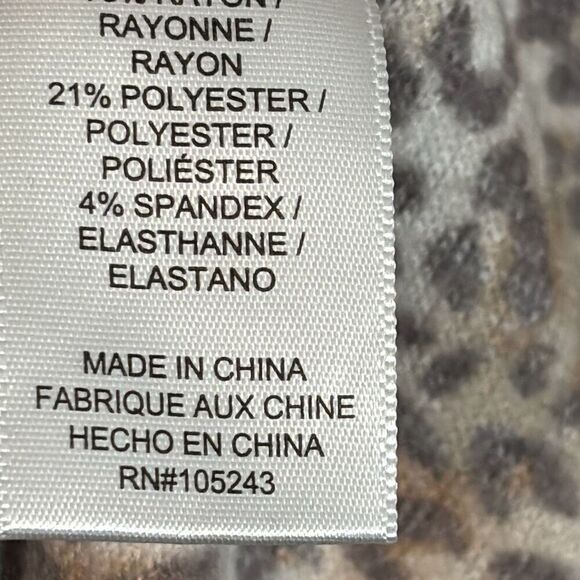 RAYON /
RAYONNE /
RAYON
21% POLYESTER /
POLYESTER /
POLIÉSTER
4% SPANDEX /
ELASTHANNE /
ELASTANO
MADE IN CHINA
FABRIQUE AUX CHINE
HECHO EN CHINA
RN#105243